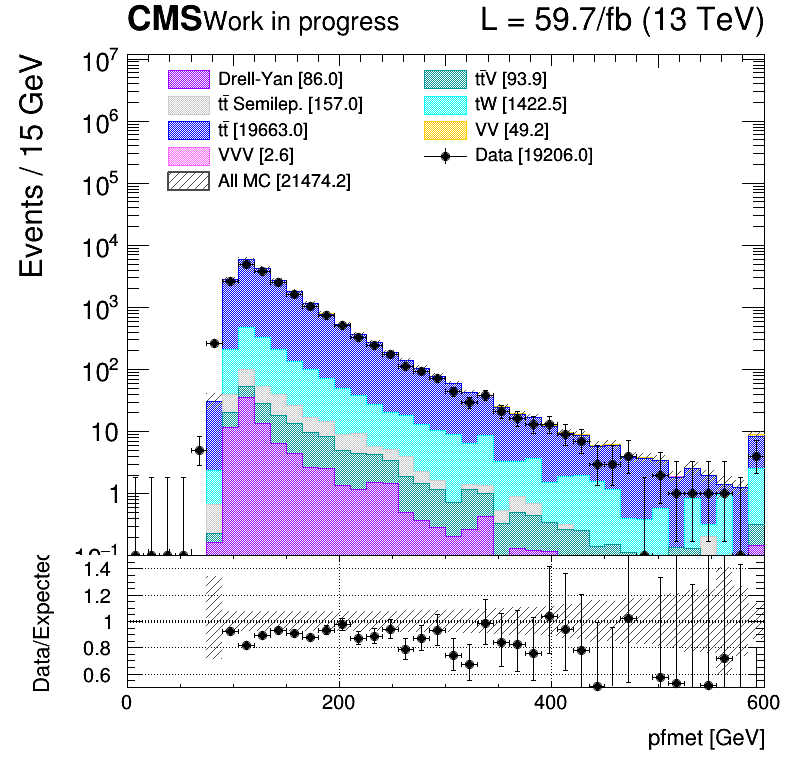 CMS Work in progress L = 59.7/fb (13 TeV)
Events / 15 GeV
10⁷
10⁶
10⁵
10⁴
10³
10²
10
1
10⁻¹
Drell-Yan [86.0]
tt̄V [93.9]
tt̄ Semilep. [157.0]
tW [1422.5]
tt̄ [19663.0]
VV [49.2]
VVV [2.6]
Data [19206.0]
All MC [21474.2]
Data/Expected
1.4
1.2
1
0.8
0.6
0 200 400 600
pfmet [GeV]